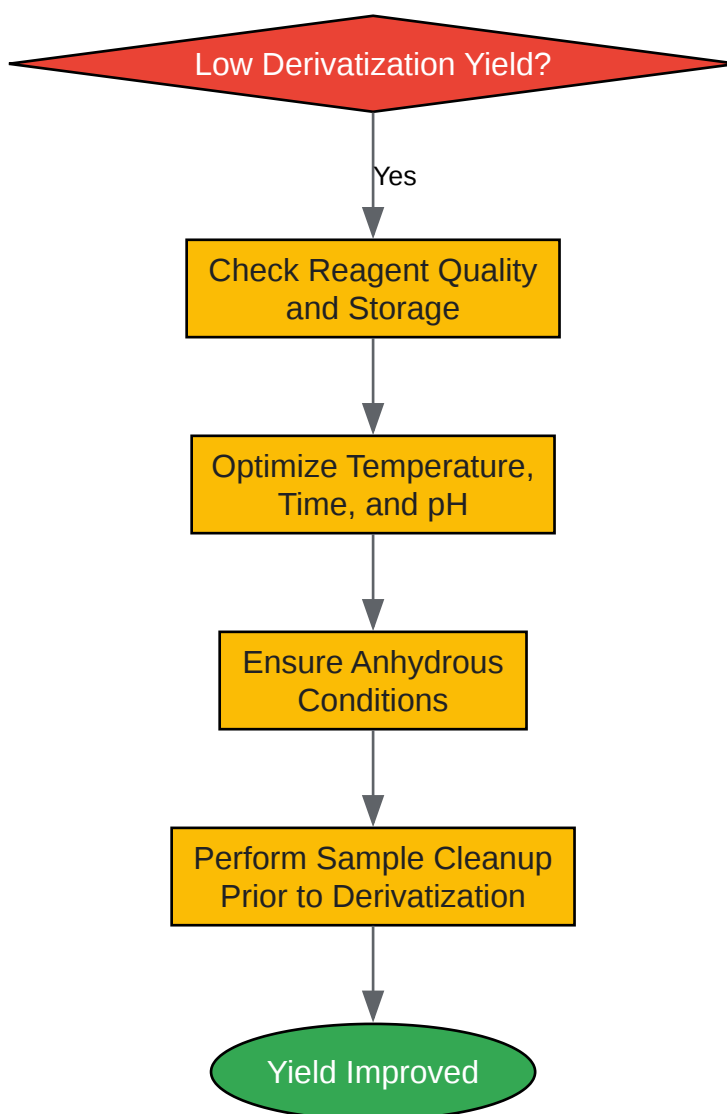 Low Derivatization Yield?
Yes
Check Reagent Quality
and Storage
Optimize Temperature,
Time, and pH
Ensure Anhydrous
Conditions
Perform Sample Cleanup
Prior to Derivatization
Yield Improved